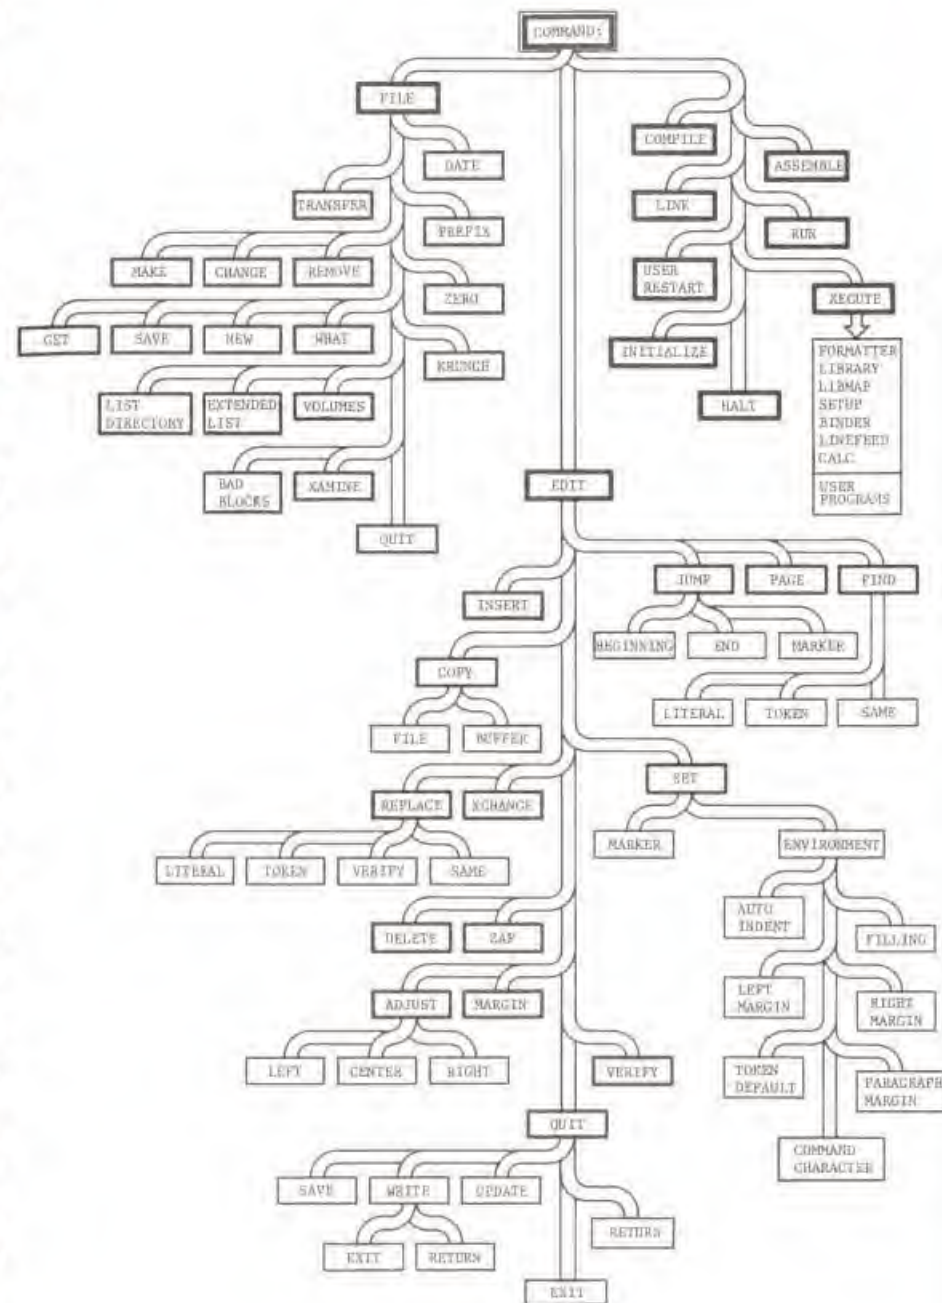 COMMAND:
FILE
COMPILE
DATE
ASSEMBLE
TRANSFER
LINK
PREFIX
RUN
MAKE
CHANGE
REMOVE
USER
RESTART
ZERO
XECUTE
GET
SAVE
NEW
WHAT
INITIALIZE
KRUNCH
FORMATTER
LIBRARY
LIBMAP
SETUP
BINDER
LINEFEED
CALC
USER
PROGRAMS
LIST
DIRECTORY
EXTENDED
LIST
VOLUMES
HALT
BAD
BLOCKS
XAMINE
EDIT
QUIT
JUMP
PAGE
FIND
INSERT
BEGINNING
END
MARKER
COPY
LITERAL
TOKEN
SAME
FILE
BUFFER
SET
REPLACE
XCHANGE
MARKER
ENVIRONMENT
LITERAL
TOKEN
VERIFY
SAME
AUTO
INDENT
FILLING
DELETE
ZAP
LEFT
MARGIN
RIGHT
MARGIN
ADJUST
MARGIN
LEFT
CENTER
RIGHT
VERIFY
TOKEN
DEFAULT
PARAGRAPH
MARGIN
QUIT
COMMAND
CHARACTER
SAVE
WRITE
UPDATE
RETURN
EXIT
RETURN
EXIT